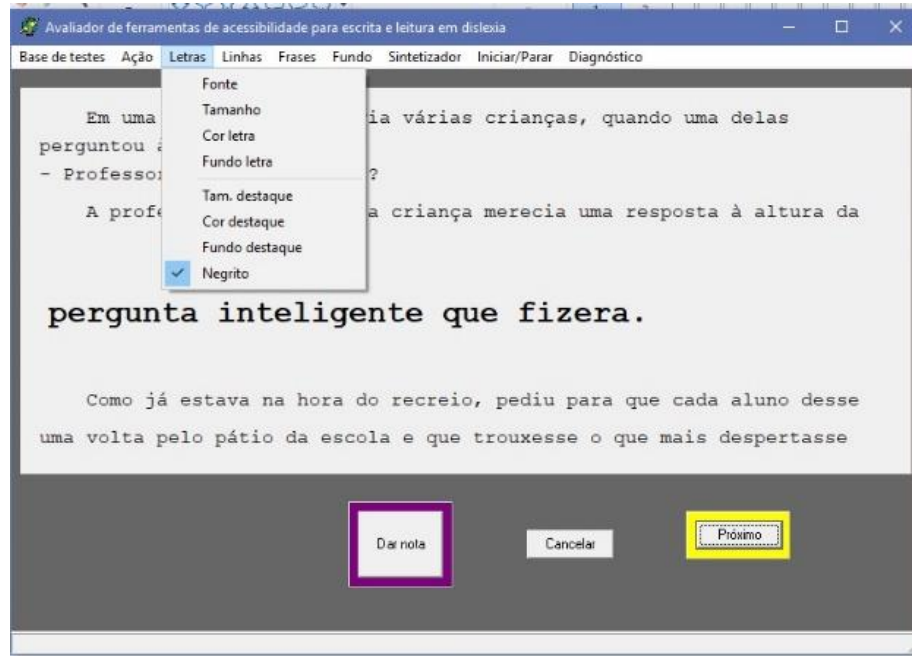 Avaliador de ferramentas de acessibilidade para escrita e leitura em dislexia
Base de testes Ação Letras Linhas Frases Fundo Sintetizador Iniciar/Parar Diagnóstico
Fonte
Tamanho
Cor letra
Fundo letra
Tam. destaque
Cor destaque
Fundo destaque
Negrito
Em uma ia várias crianças, quando uma delas
perguntou
- Professo ?
A prof a criança merecia uma resposta à altura da
pergunta inteligente que fizera.
Como já estava na hora do recreio, pediu para que cada aluno desse
uma volta pelo pátio da escola e que trouxesse o que mais despertasse
Dar nota
Cancelar
Próximo